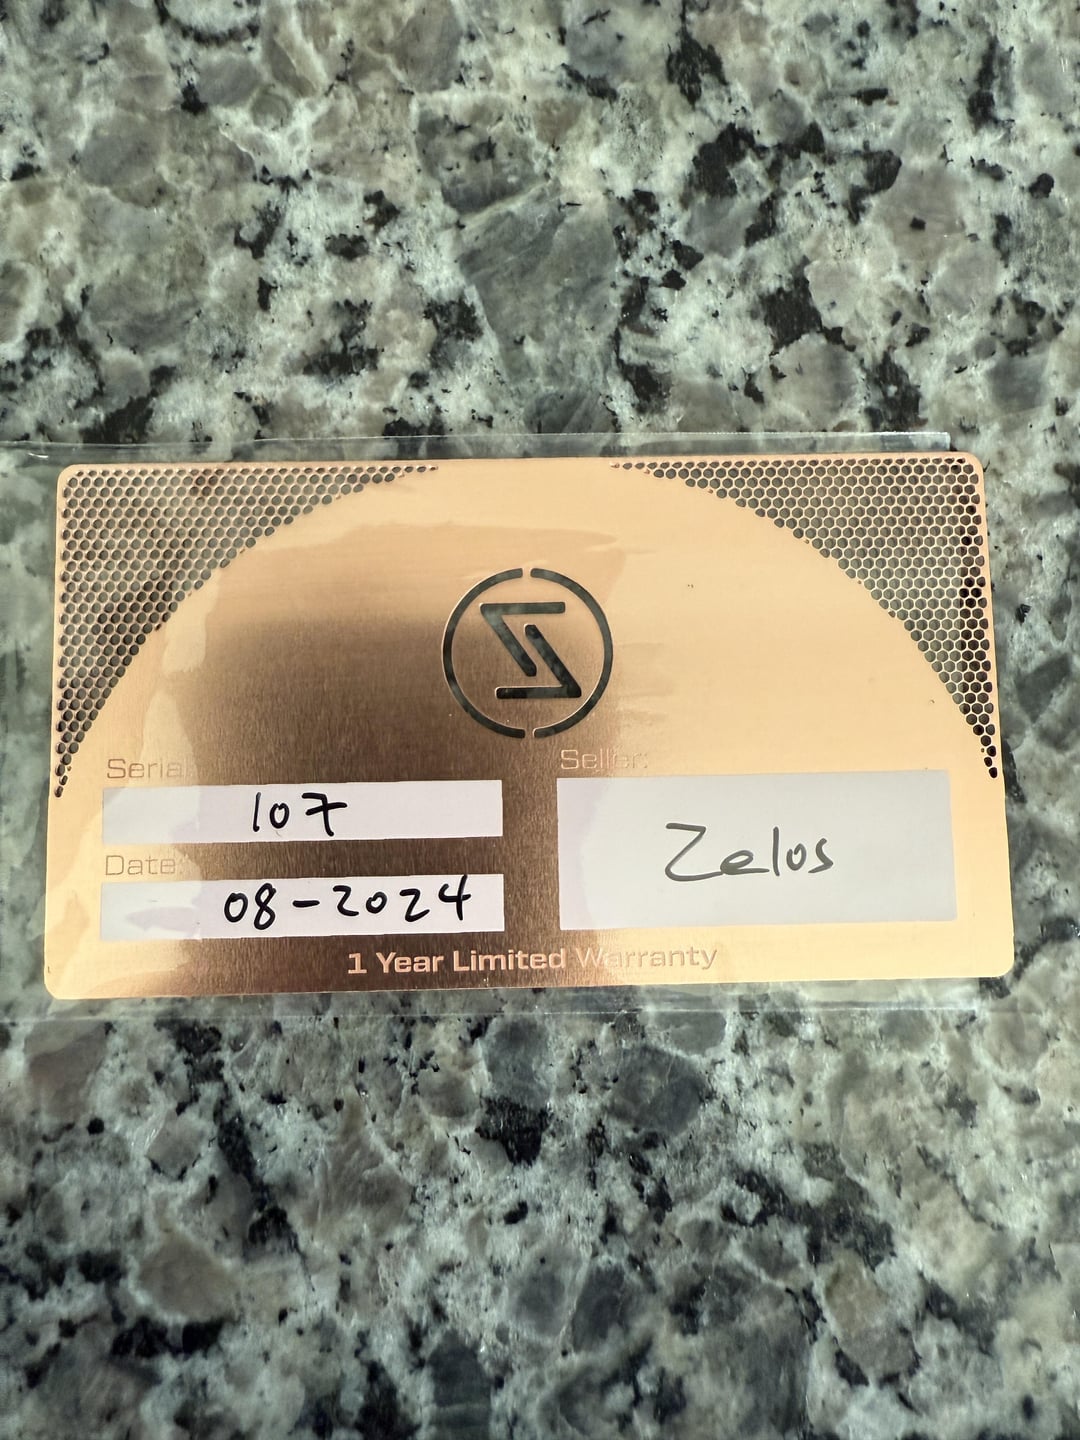 Serial:
107
Date:
08-2024
Seller:
Zelos
1 Year Limited Warranty